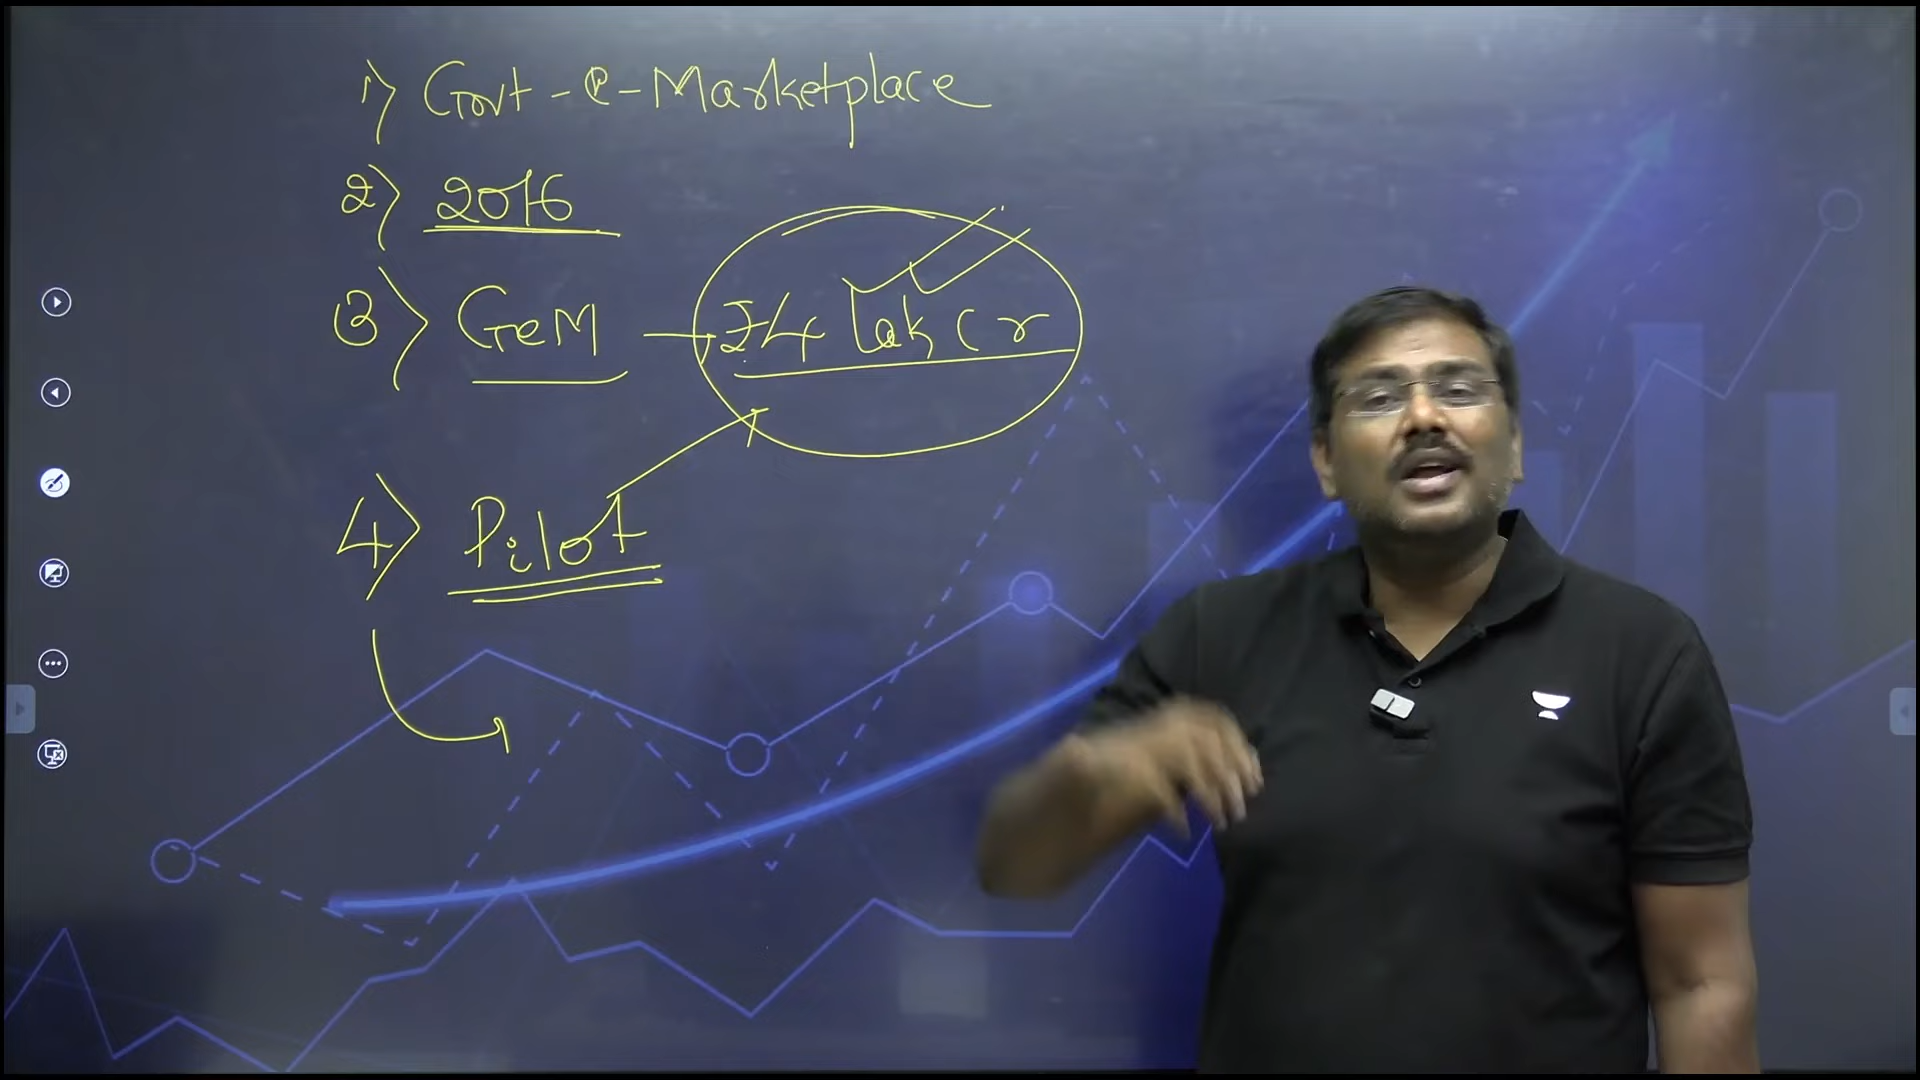 1) Govt-e-Marketplace
2) 2016
3) GeM — ₹4 lak Cr
4) Pilot